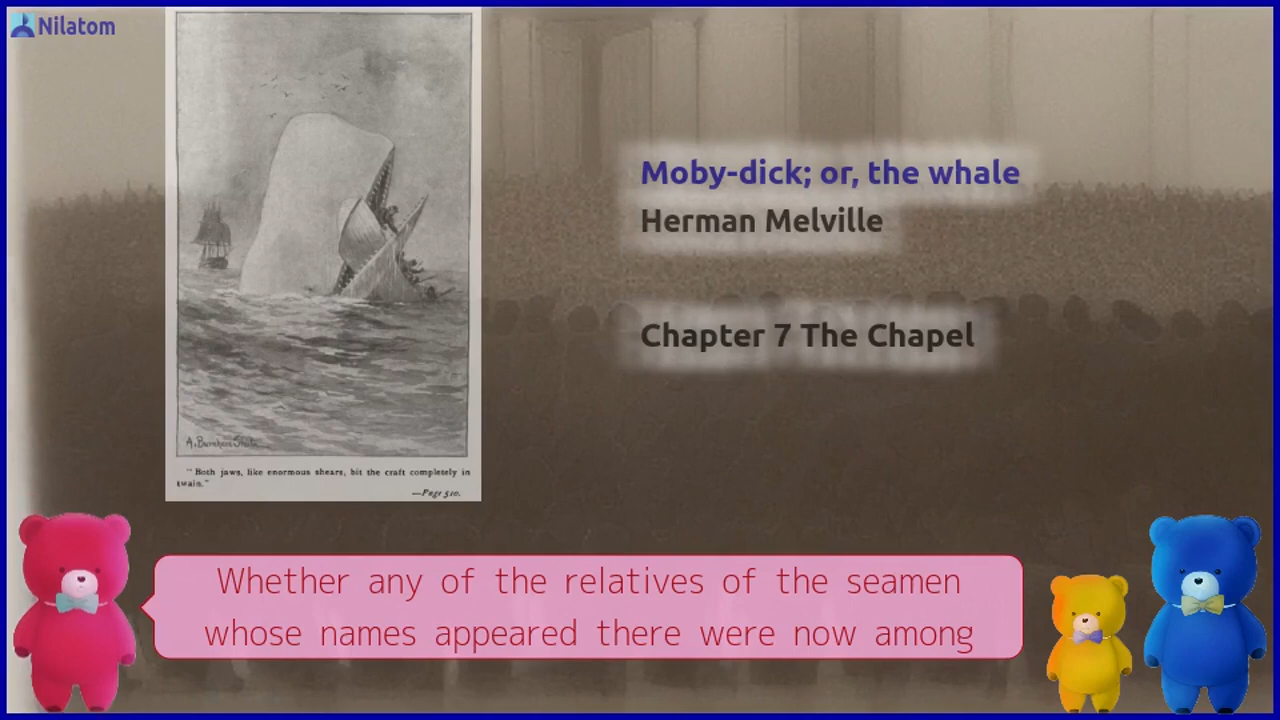 Nilatom
Moby-dick; or, the whale
Herman Melville
Chapter 7 The Chapel
A. Burnham Shute
"Both jaws, like enormous shears, bit the craft completely in
twain."
—Page 510.
Whether any of the relatives of the seamen
whose names appeared there were now among